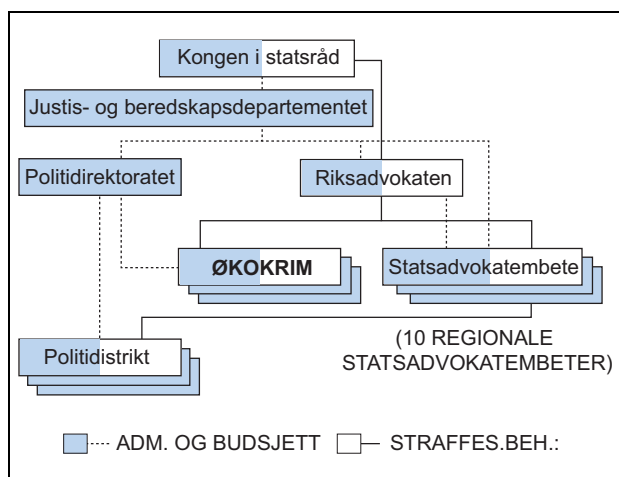 Kongen i statsråd
Justis- og beredskapsdepartementet
Politidirektoratet
Riksadvokaten
ØKOKRIM
Statsadvokatembete
Politidistrikt
(10 REGIONALE
STATSADVOKATEMBETER)
ADM. OG BUDSJETT
STRAFFES.BEH.: